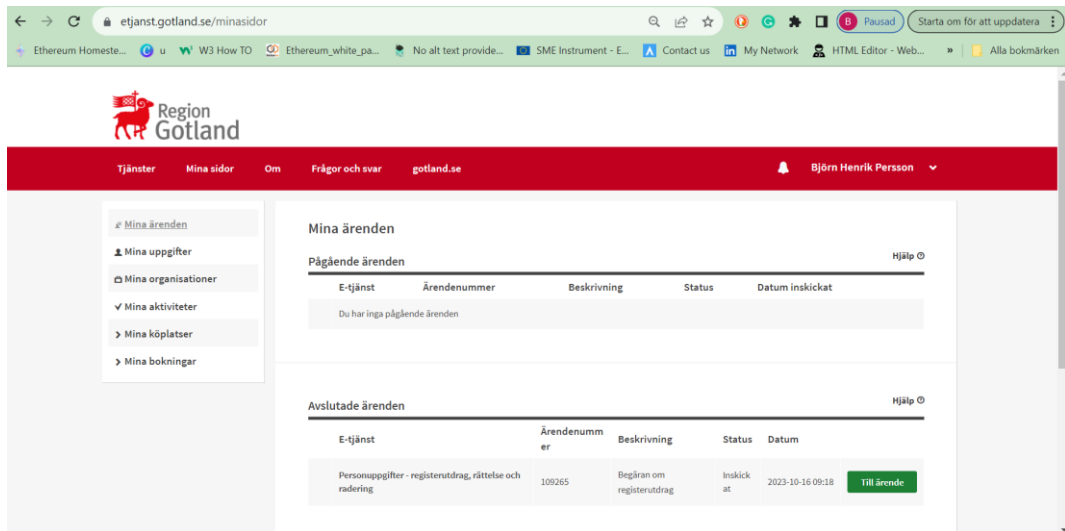 etjanst.gotland.se/minasidor
B Pausad
Starta om för att uppdatera
Ethereum Homeste... u W3 How TO Ethereum_white_pa... No alt text provide... SME Instrument - E... Contact us My Network HTML Editor - Web... » Alla bokmärken
Region
Gotland
Tjänster Mina sidor Om Frågor och svar gotland.se Björn Henrik Persson
Mina ärenden
Mina uppgifter
Mina organisationer
Mina aktiviteter
Mina köplatser
Mina bokningar
Mina ärenden
Pågående ärenden Hjälp
E-tjänst Ärendenummer Beskrivning Status Datum inskickat
Du har inga pågående ärenden
Avslutade ärenden Hjälp
E-tjänst Ärendenumm
er Beskrivning Status Datum
Personuppgifter - registerutdrag, rättelse och
radering
109265
Begäran om
registerutdrag
Inskick
at
2023-10-16 09:18
Till ärende